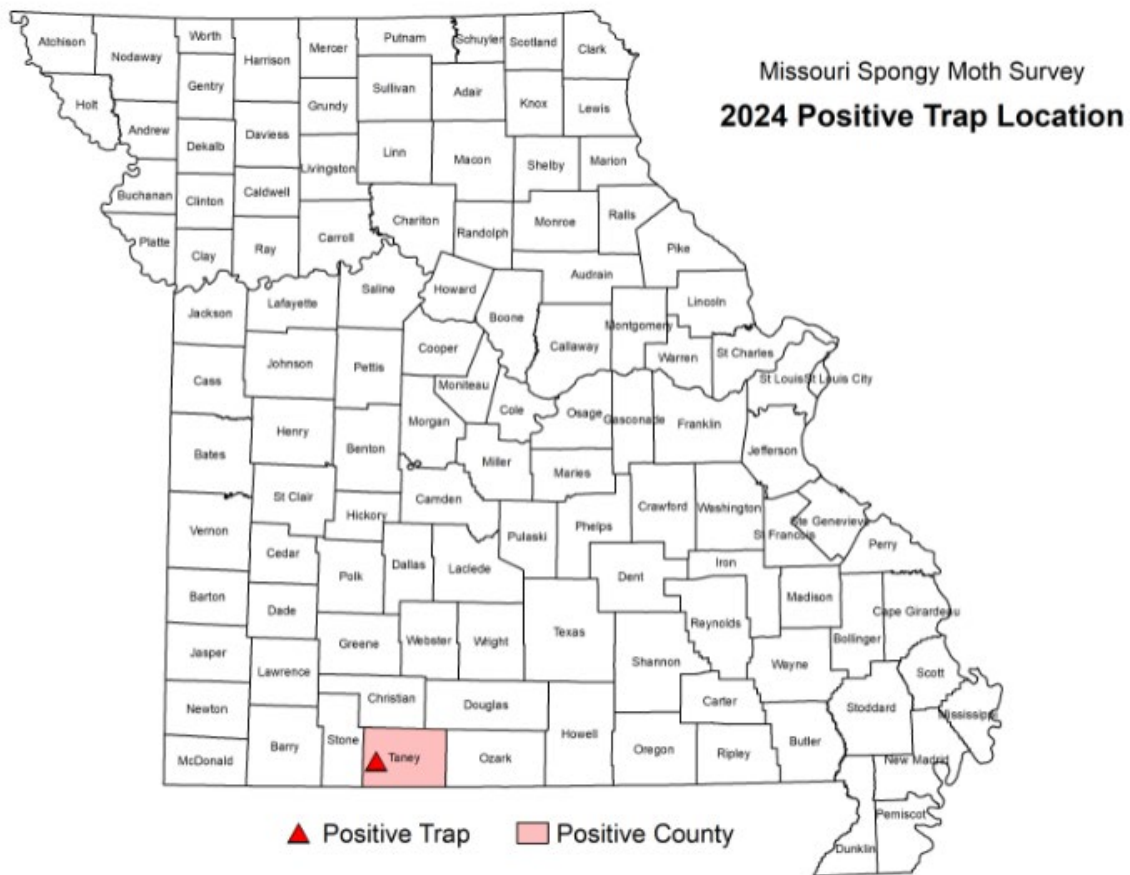 Missouri Spongy Moth Survey
2024 Positive Trap Location
Atchison
Nodaway
Worth
Harrison
Mercer
Putnam
Schuyler
Scotland
Clark
Holt
Gentry
Grundy
Sullivan
Adair
Knox
Lewis
Andrew
Dekalb
Daviess
Livingston
Linn
Macon
Shelby
Marion
Buchanan
Clinton
Caldwell
Carroll
Chariton
Randolph
Monroe
Ralls
Pike
Platte
Clay
Ray
Saline
Howard
Boone
Audrain
Lincoln
Jackson
Lafayette
Cooper
Callaway
Montgomery
Warren
St Charles
St Louis
St Louis City
Cass
Johnson
Pettis
Moniteau
Cole
Osage
Gasconade
Franklin
Jefferson
Bates
Henry
Benton
Morgan
Miller
Maries
St Clair
Hickory
Camden
Pulaski
Phelps
Crawford
Washington
St Francois
Ste Genevieve
Perry
Vernon
Cedar
Polk
Dallas
Laclede
Dent
Iron
Madison
Cape Girardeau
Barton
Dade
Greene
Webster
Wright
Texas
Reynolds
Bollinger
Jasper
Lawrence
Shannon
Wayne
Scott
Newton
Christian
Douglas
Howell
Carter
Stoddard
Mississippi
McDonald
Barry
Stone
Taney
Ozark
Oregon
Ripley
Butler
New Madrid
Pemiscot
Dunklin
Positive Trap
Positive County